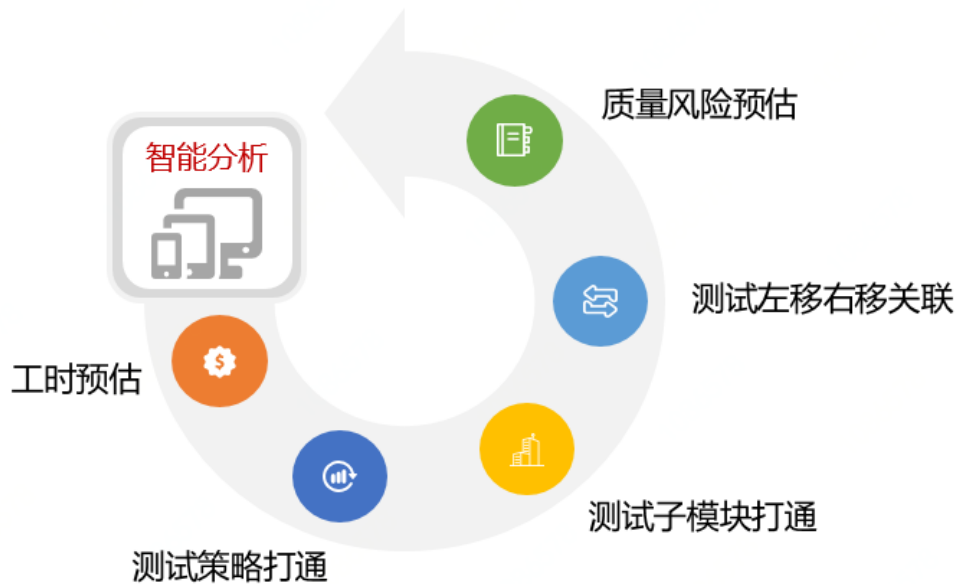 质量风险预估
智能分析
测试左移右移关联
工时预估
测试子模块打通
测试策略打通